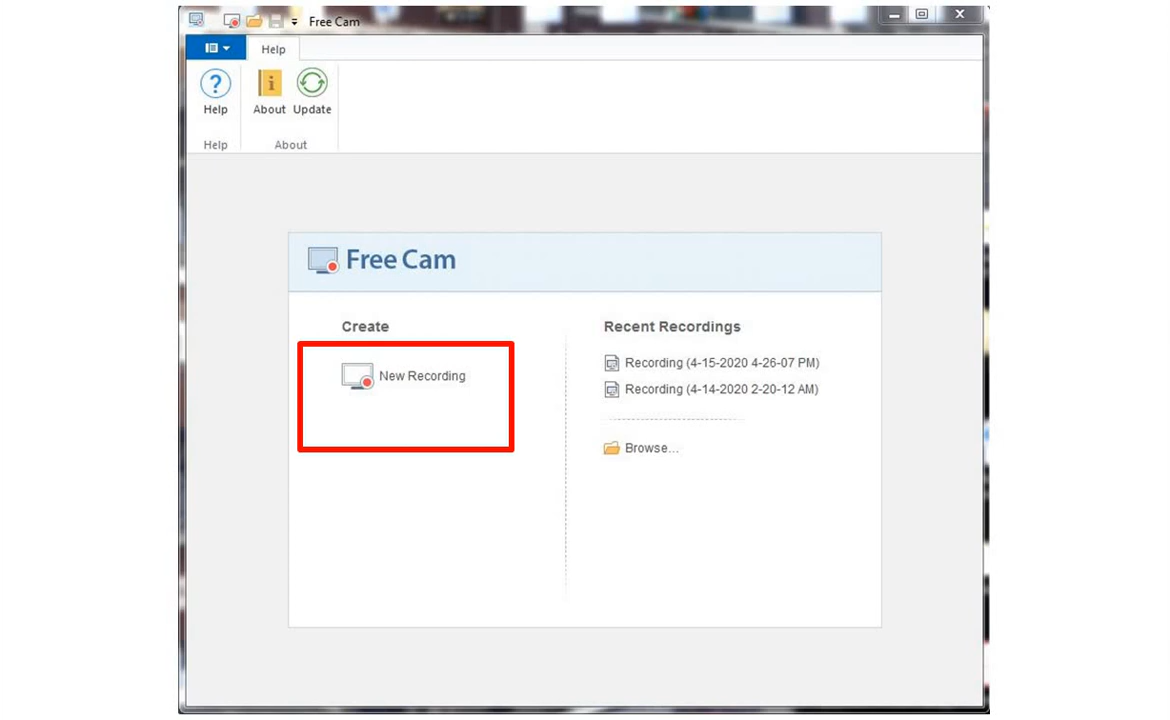 Free Cam
Help
Help
About
Update
Help
About
Free Cam
Create
New Recording
Recent Recordings
Recording (4-15-2020 4-26-07 PM)
Recording (4-14-2020 2-20-12 AM)
Browse...